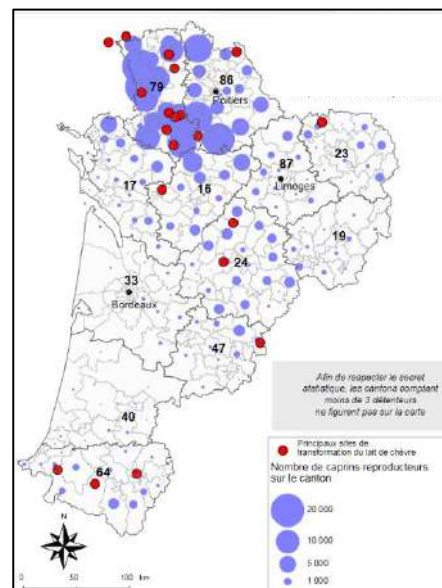 79
86
Poitiers
23
87
Limoges
17
16
19
24
33
Bordeaux
47
Afin de respecter le secret
statistique, les cantons comptant
moins de 3 détenteurs
ne figurent pas sur la carte
40
Principaux sites de
transformation du lait de chèvre
64
Nombre de caprins reproducteurs
sur le canton
20 000
N
10 000
5 000
1 000
0
50
100
km